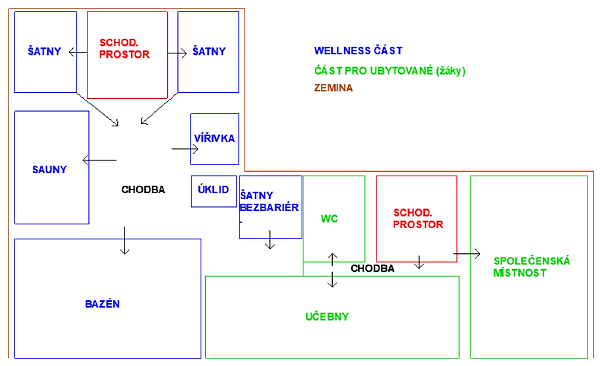 ŠATNY
SCHOD.
PROSTOR
ŠATNY
WELLNESS ČÁST
ČÁST PRO UBYTOVANÉ (žáky)
ZEMINA
VÍŘIVKA
SAUNY
CHODBA
ÚKLID
ŠATNY
BEZBARIÉR
-
WC
SCHOD.
PROSTOR
CHODBA
SPOLEČENSKÁ
MÍSTNOST
BAZÉN
UČEBNY